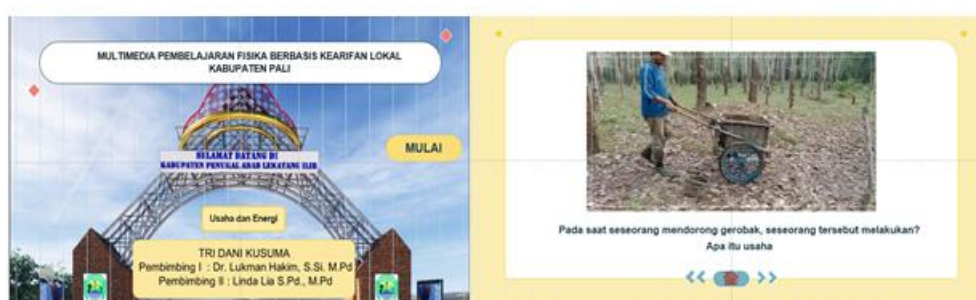 MULTIMEDIA PEMBELAJARAN FISIKA BERBASIS KEARIFAN LOKAL
KABUPATEN PALI
MULAI
SELAMAT DATANG DI
KABUPATEN PENUKAL ABAB LEMATANG ILIR
Usaha dan Energi
TRI DANI KUSUMA
Pembimbing I : Dr. Lukman Hakim, S.Si. M.Pd
Pembimbing II : Linda Lia S.Pd., M.Pd
Pada saat seseorang mendorong gerobak, seseorang tersebut melakukan?
Apa itu usaha